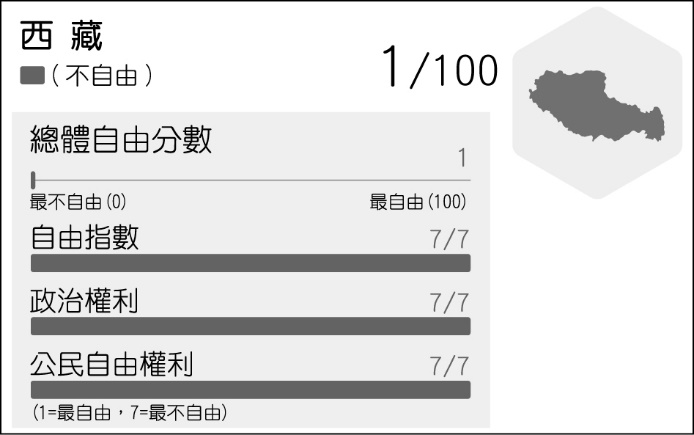 西藏
(不自由)
1/100
總體自由分數
1
最不自由(0) 最自由(100)
自由指數 7/7
政治權利 7/7
公民自由權利 7/7
(1=最自由，7=最不自由)